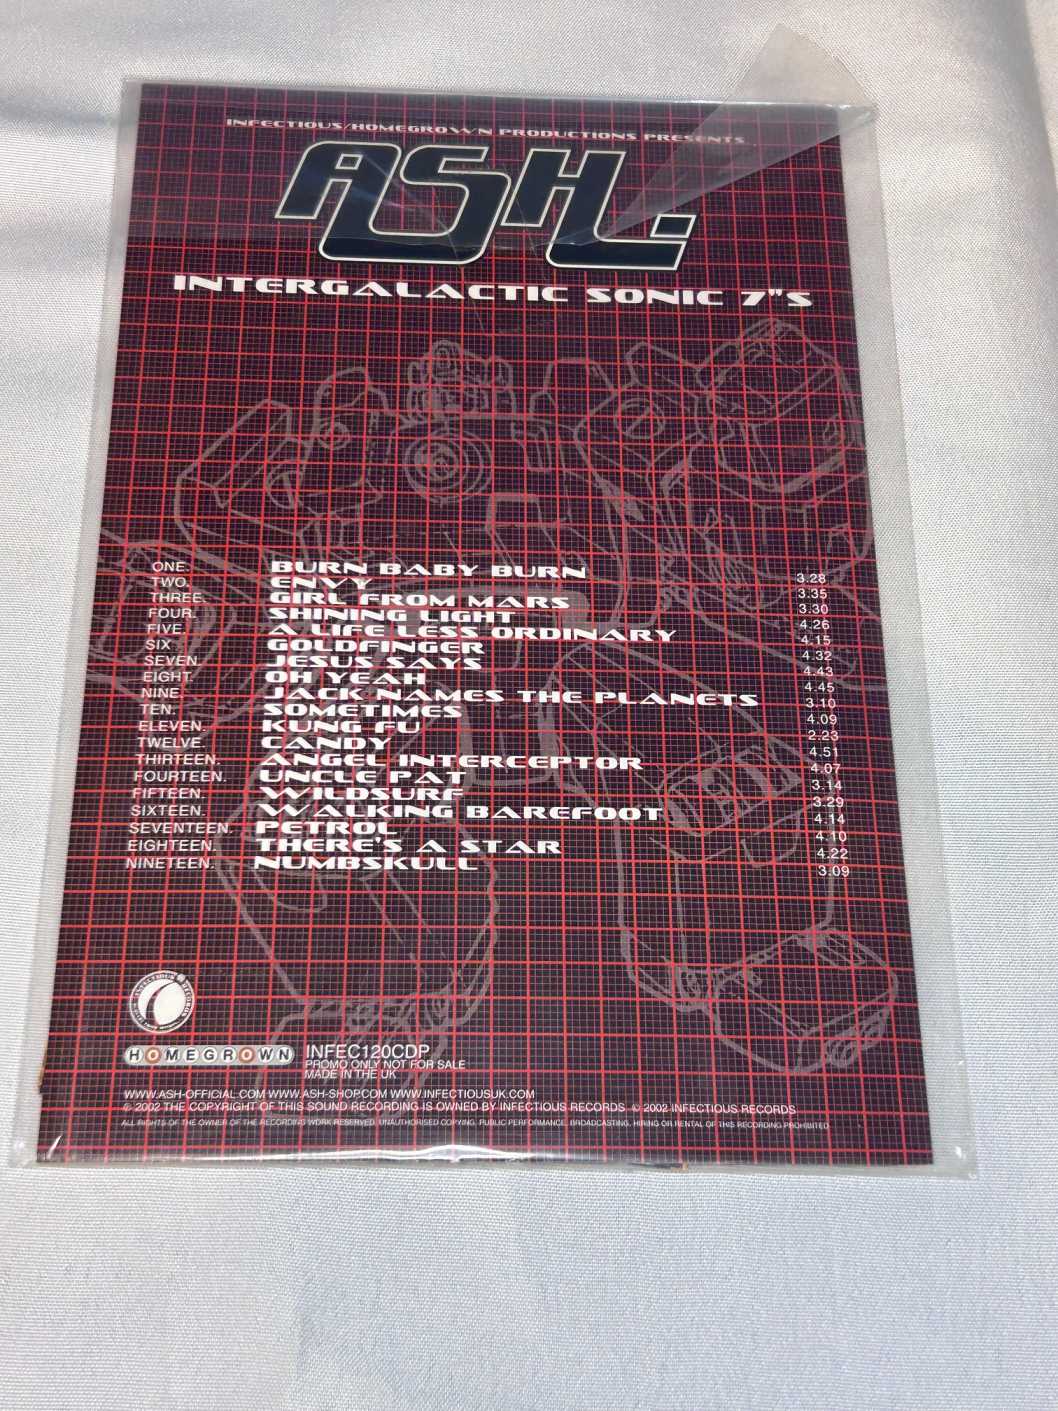 INFECTIOUS/HOMEGROWN PRODUCTIONS PRESENTS
ASH.
INTERGALACTIC SONIC 7"S
ONE. BURN BABY BURN 3.28
TWO. ENVY 3.35
THREE. GIRL FROM MARS 3.30
FOUR. SHINING LIGHT 4.26
FIVE. A LIFE LESS ORDINARY 4.15
SIX GOLDFINGER 4.32
SEVEN. JESUS SAYS 4.43
EIGHT. OH YEAH 4.45
NINE. JACK NAMES THE PLANETS 3.10
TEN. SOMETIMES 4.09
ELEVEN. KUNG FU 2.23
TWELVE. CANDY 4.51
THIRTEEN. ANGEL INTERCEPTOR 4.07
FOURTEEN. UNCLE PAT 3.14
FIFTEEN. WILDSURF 3.29
SIXTEEN. WALKING BAREFOOT 4.14
SEVENTEEN. PETROL 4.10
EIGHTEEN. THERE'S A STAR 4.22
NINETEEN. NUMBSKULL 3.09
HOMEGROWN INFEC120CDP
PROMO ONLY NOT FOR SALE
MADE IN THE UK
WWW.ASH-OFFICIAL.COM WWW.ASH-SHOP.COM WWW.INFECTIOUSUK.COM
℗ 2002 THE COPYRIGHT OF THIS SOUND RECORDING IS OWNED BY INFECTIOUS RECORDS © 2002 INFECTIOUS RECORDS
ALL RIGHTS OF THE OWNER OF THE RECORDING WORK RESERVED. UNAUTHORISED COPYING, PUBLIC PERFORMANCE, BROADCASTING, HIRING OR RENTAL OF THIS RECORDING PROHIBITED